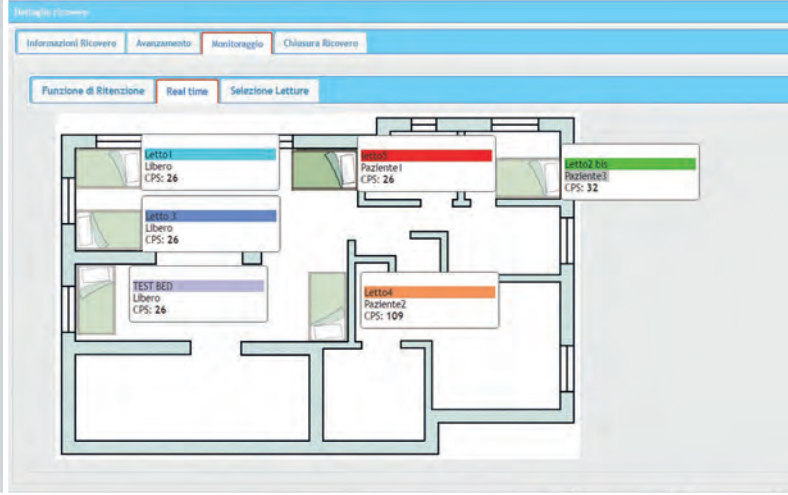 Dettaglio ricovero
Informazioni Ricovero Avanzamento Monitoraggio Chiusura Ricovero
Funzione di Ritenzione Real time Selezione Letture
Letto1
Libero
CPS: 26
letto5
Paziente1
CPS: 26
Letto2 bis
Paziente3
CPS: 32
Letto 3
Libero
CPS: 26
TEST BED
Libero
CPS: 26
Letto4
Paziente2
CPS: 109